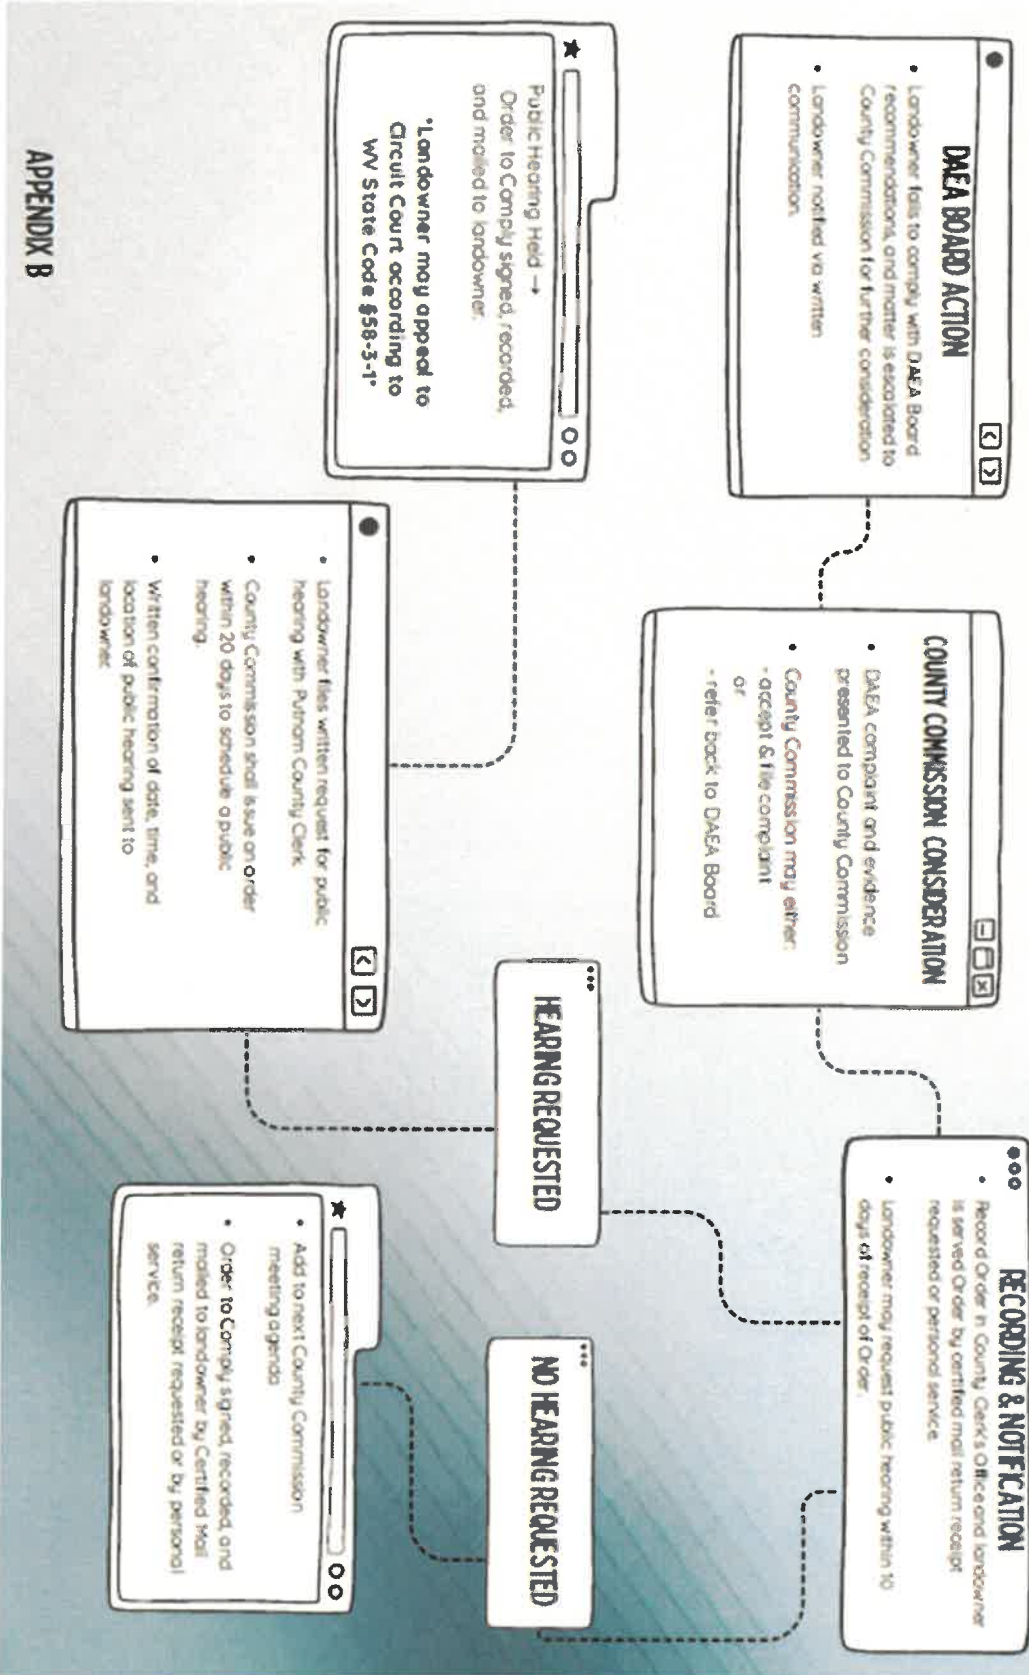 DAEA BOARD ACTION
• Landowner fails to comply with DAEA Board
recommendations, and matter is escalated to
County Commission for further consideration
• Landowner notified via written
communication.
COUNTY COMMISSION CONSIDERATION
• DAEA complaint and evidence
presented to County Commission
• County Commission may either:
- accept & file complaint
or
- refer back to DAEA Board
RECORDING & NOTIFICATION
• Record Order in County Clerk's Office and landowner
is served Order by certified mail return receipt
requested or personal service.
• Landowner may request public hearing within 10
days of receipt of Order.
HEARING REQUESTED
NO HEARING REQUESTED
• Landowner files written request for public
hearing with Putnam County Clerk
• County Commission shall issue an order
within 20 days to schedule a public
hearing.
• Written confirmation of date, time, and
location of public hearing sent to
landowner.
Public Hearing Held →
Order to Comply signed, recorded,
and mailed to landowner.
*Landowner may appeal to
Circuit Court according to
WV State Code §58-3-1*
• Add to next County Commission
meeting agenda
• Order to Comply signed, recorded, and
mailed to landowner by Certified Mail
return receipt requested or by personal
service.
APPENDIX B